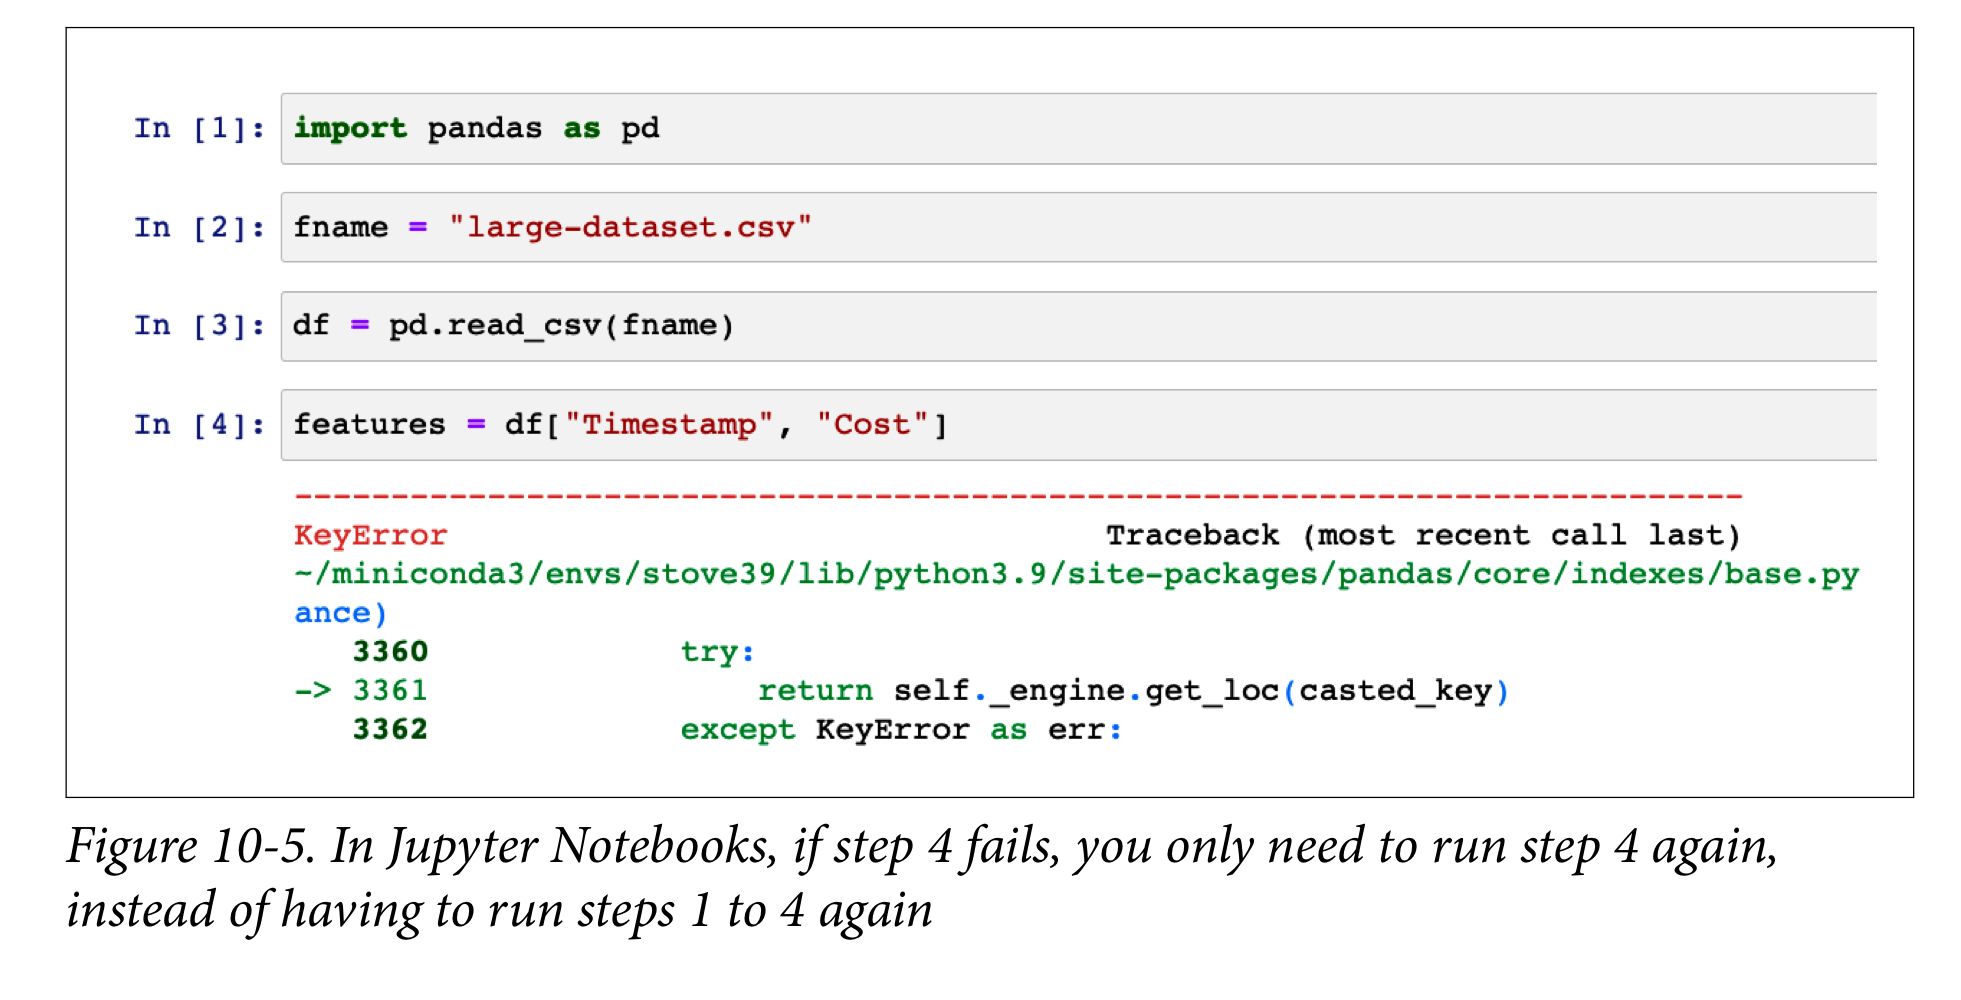 In [1]: import pandas as pd
In [2]: fname = "large-dataset.csv"
In [3]: df = pd.read_csv(fname)
In [4]: features = df["Timestamp", "Cost"]
---------------------------------------------------------------------------
KeyError Traceback (most recent call last)
~/miniconda3/envs/stove39/lib/python3.9/site-packages/pandas/core/indexes/base.py
ance)
3360 try:
-> 3361 return self._engine.get_loc(casted_key)
3362 except KeyError as err:
Figure 10-5. In Jupyter Notebooks, if step 4 fails, you only need to run step 4 again,
instead of having to run steps 1 to 4 again